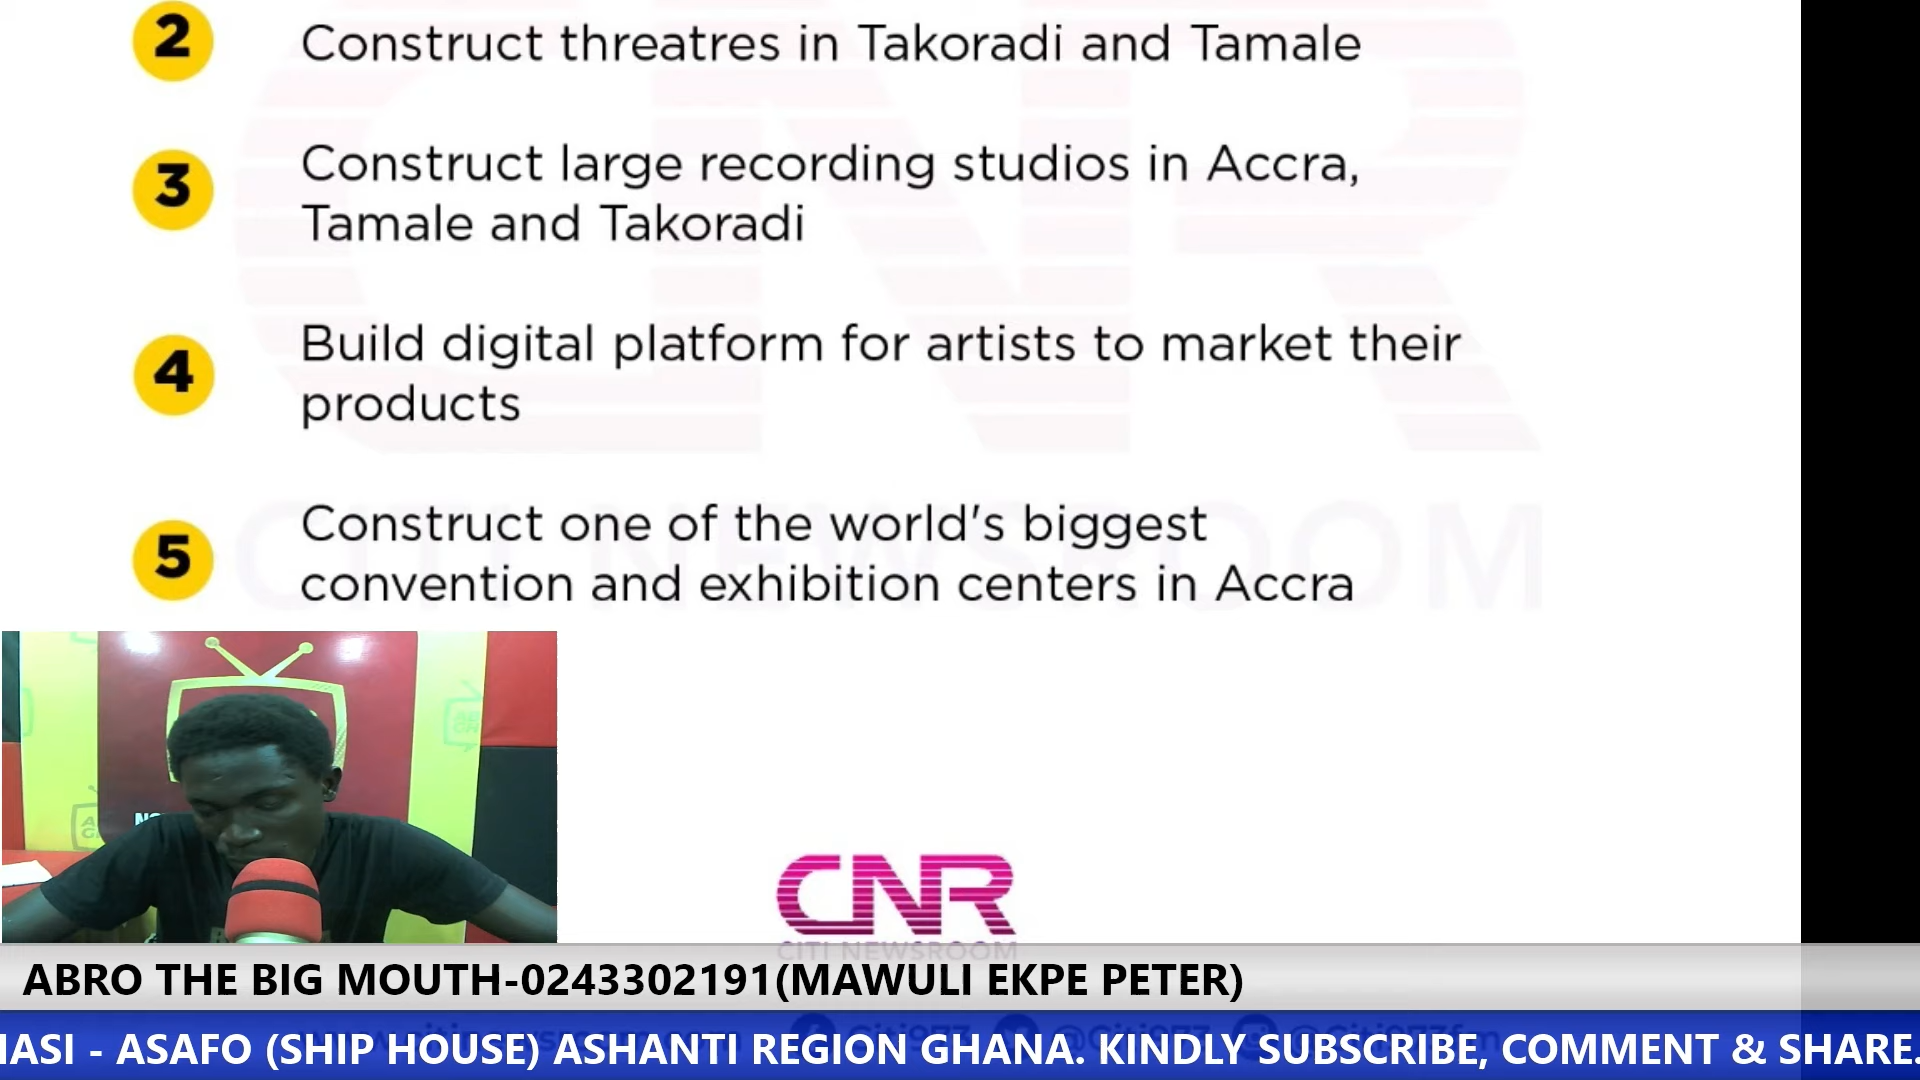 2
Construct threatres in Takoradi and Tamale
3
Construct large recording studios in Accra,
Tamale and Takoradi
4
Build digital platform for artists to market their
products
5
Construct one of the world's biggest
convention and exhibition centers in Accra
CITI NEWSROOM
CNR
CITI NEWSROOM
ABRO THE BIG MOUTH-0243302191(MAWULI EKPE PETER)
IASI - ASAFO (SHIP HOUSE) ASHANTI REGION GHANA. KINDLY SUBSCRIBE, COMMENT & SHARE.